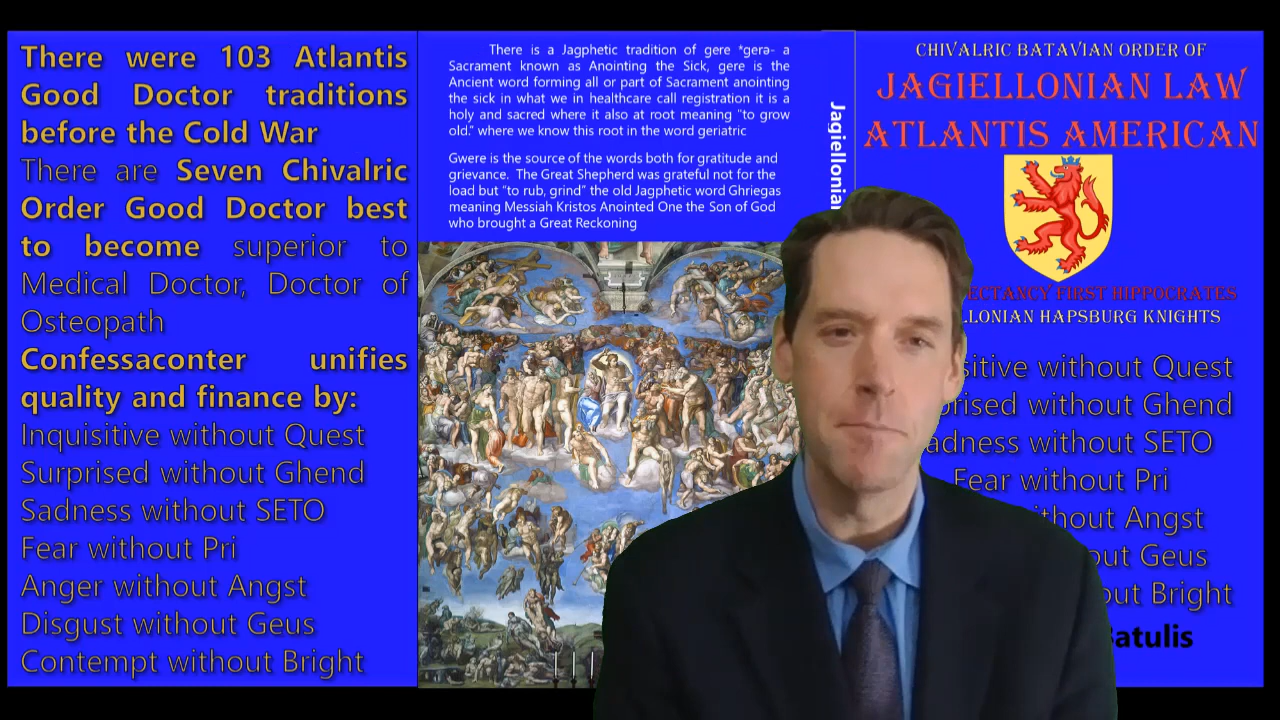 There were 103 Atlantis
Good Doctor traditions
before the Cold War
There are Seven Chivalric
Order Good Doctor best
to become superior to
Medical Doctor, Doctor of
Osteopath
Confessaconter unifies
quality and finance by:
Inquisitive without Quest
Surprised without Ghend
Sadness without SETO
Fear without Pri
Anger without Angst
Disgust without Geus
Contempt without Bright
There is a Jagphetic tradition of gere *gerə- a
Sacrament known as Anointing the Sick, gere is the
Ancient word forming all or part of Sacrament anointing
the sick in what we in healthcare call registration it is a
holy and sacred where it also at root meaning "to grow
old." where we know this root in the word geriatric
Gwere is the source of the words both for gratitude and
grievance. The Great Shepherd was grateful not for the
load but "to rub, grind" the old Jagphetic word Ghriegas
meaning Messiah Kristos Anointed One the Son of God
who brought a Great Reckoning
Jagiellonia
CHIVALRIC BATAVIAN ORDER OF
JAGIELLONIAN LAW
ATLANTIS AMERICAN
ECTANCY FIRST HIPPOCRATES
LLONIAN HAPSBURG KNIGHTS
sitive without Quest
prised without Ghend
adness without SETO
Fear without Pri
thout Angst
out Geus
out Bright
Batulis